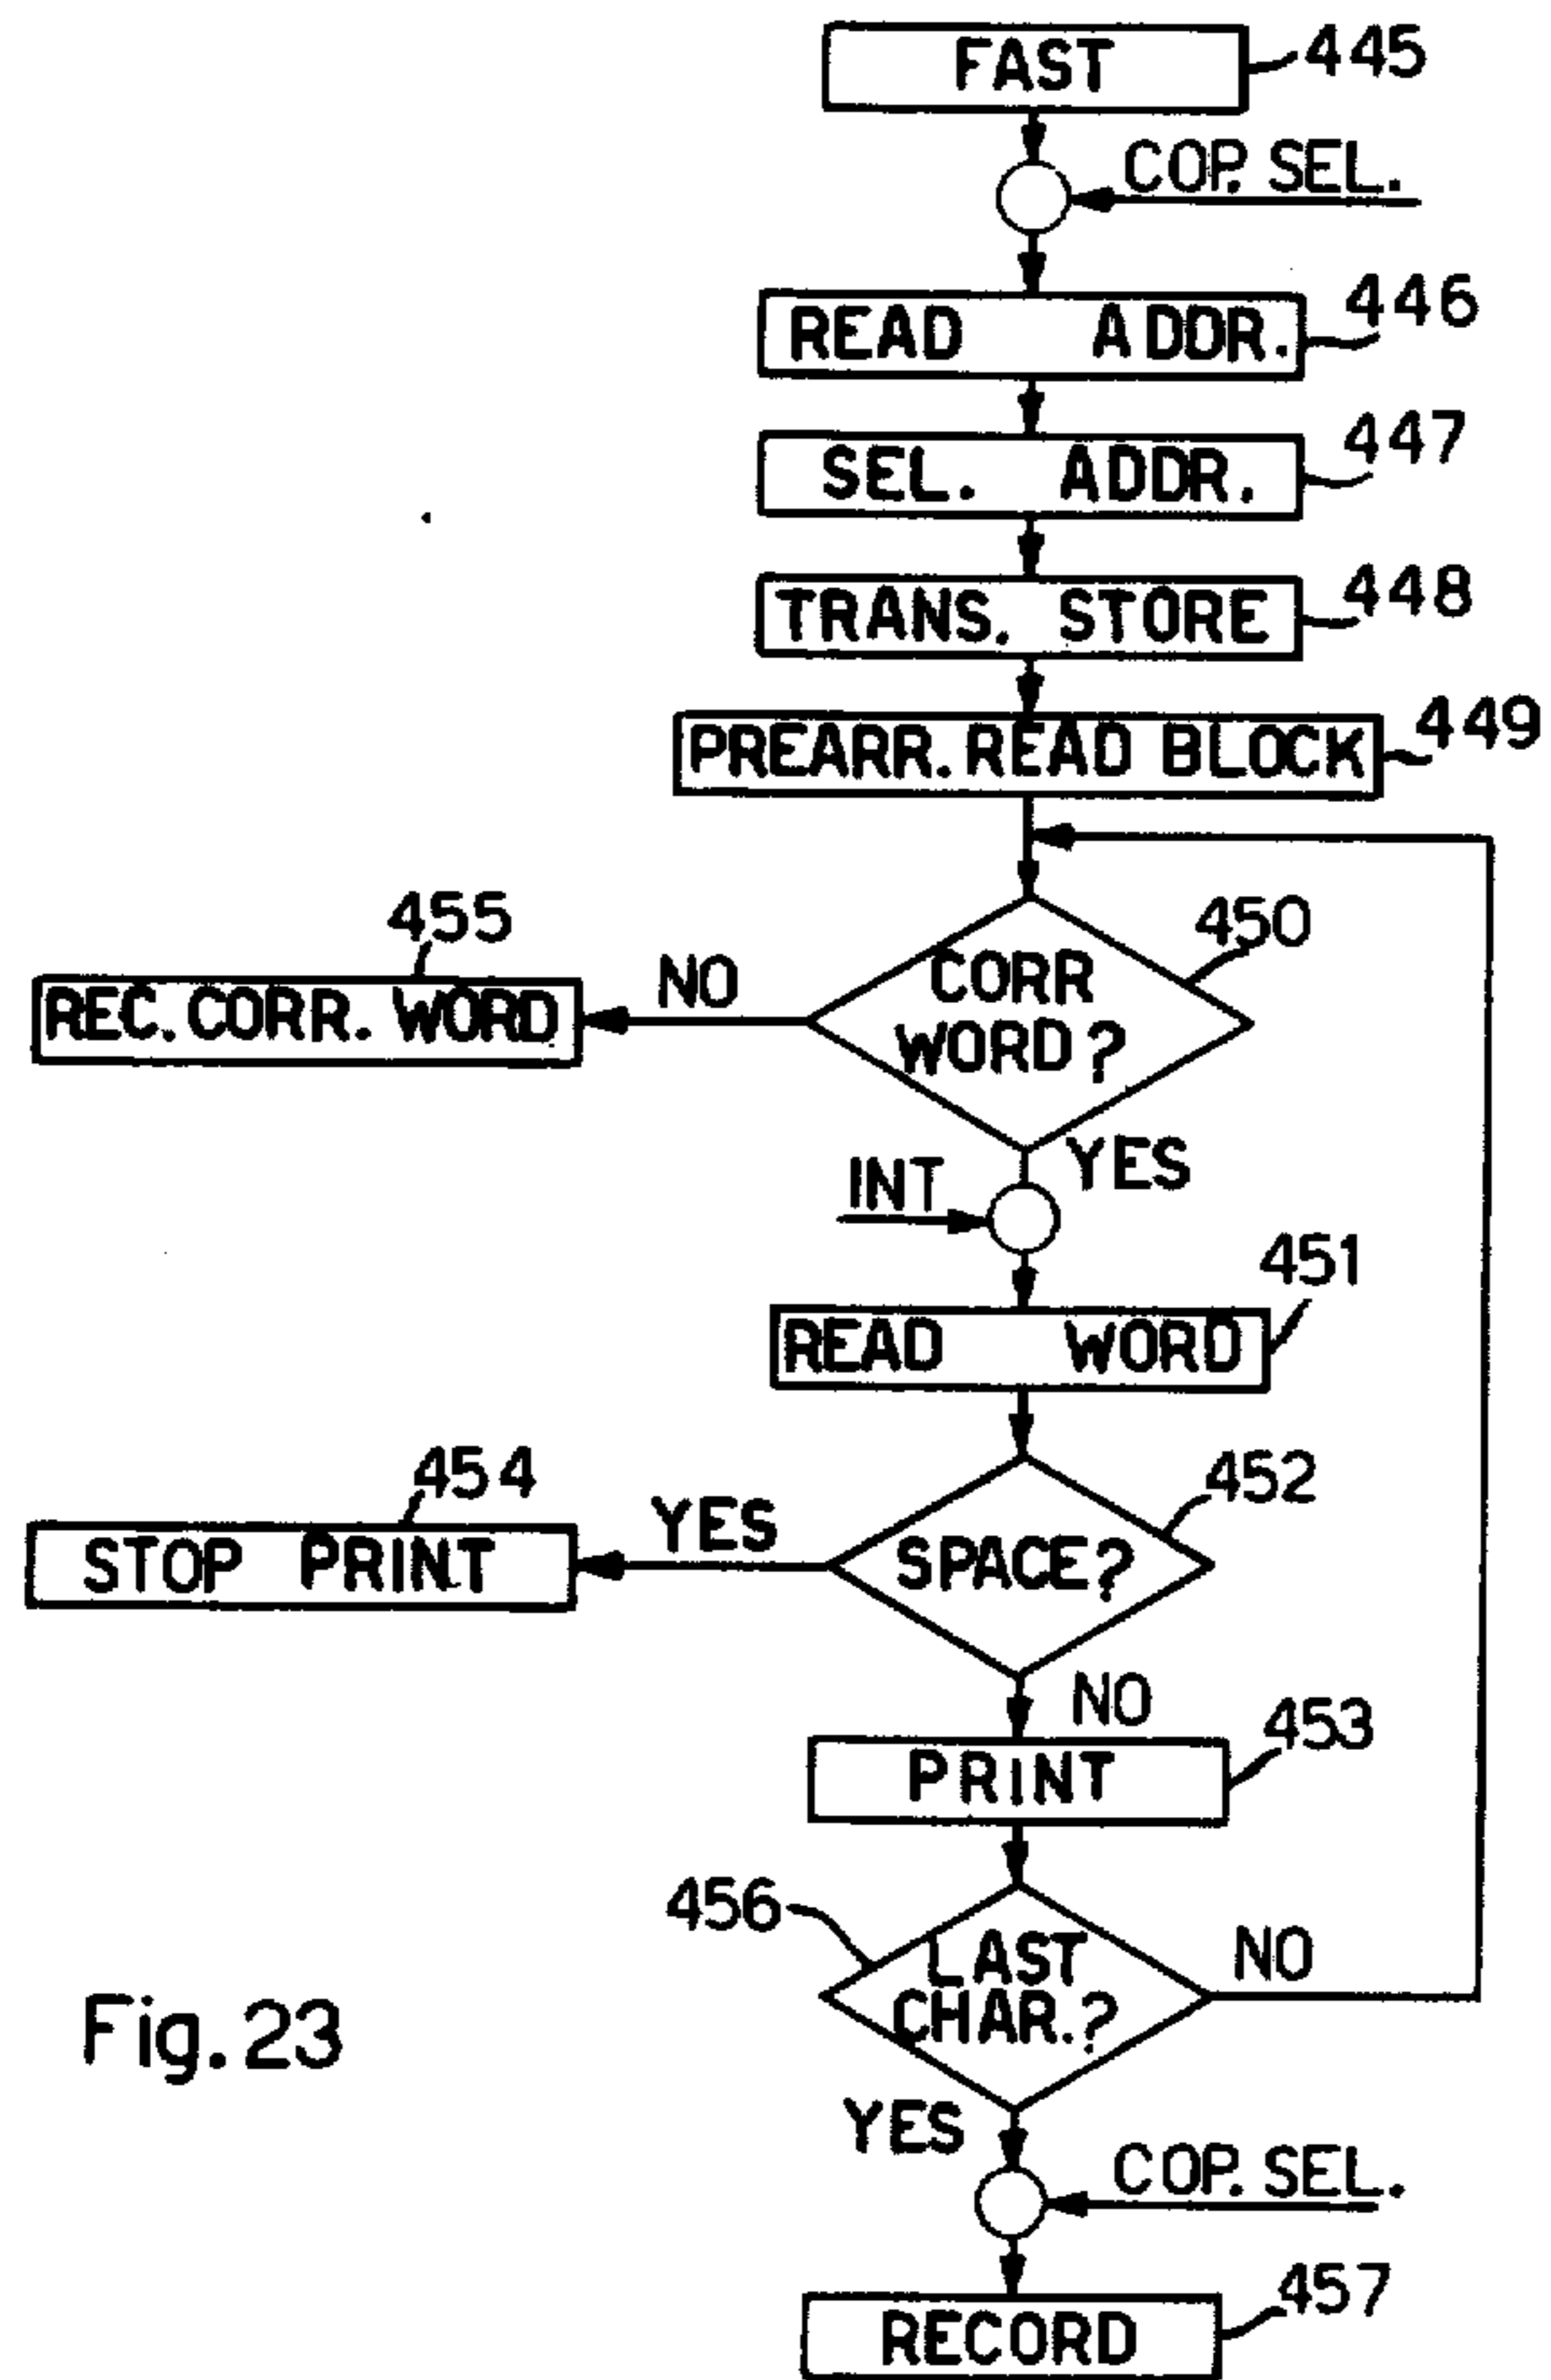 FAST
445
COP. SEL.
READ ADDR.
446
SEL. ADDR.
447
TRANS. STORE
448
PREARR. READ BLOCK
449
455
450
REC. CORR. WORD
NO
CORR
WORD?
YES
INT
451
READ WORD
454
452
STOP PRINT
YES
SPACE?
NO
453
PRINT
456
LAST
CHAR.?
NO
Fig. 23
YES
COP. SEL.
457
RECORD